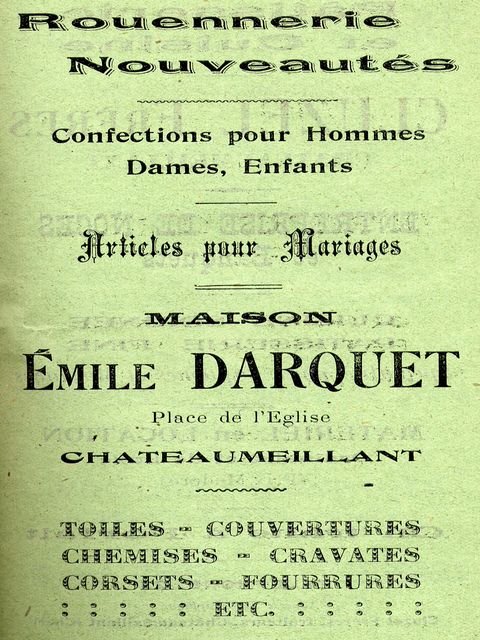 Rouennerie
Nouveautés
Confections pour Hommes
Dames, Enfants
Articles pour Mariages
MAISON
ÉMILE DARQUET
Place de l'Eglise
CHATEAUMEILLANT
TOILES - COUVERTURES
CHEMISES - CRAVATES
CORSETS - FOURRURES
: : : : : ETC. : : : : : :